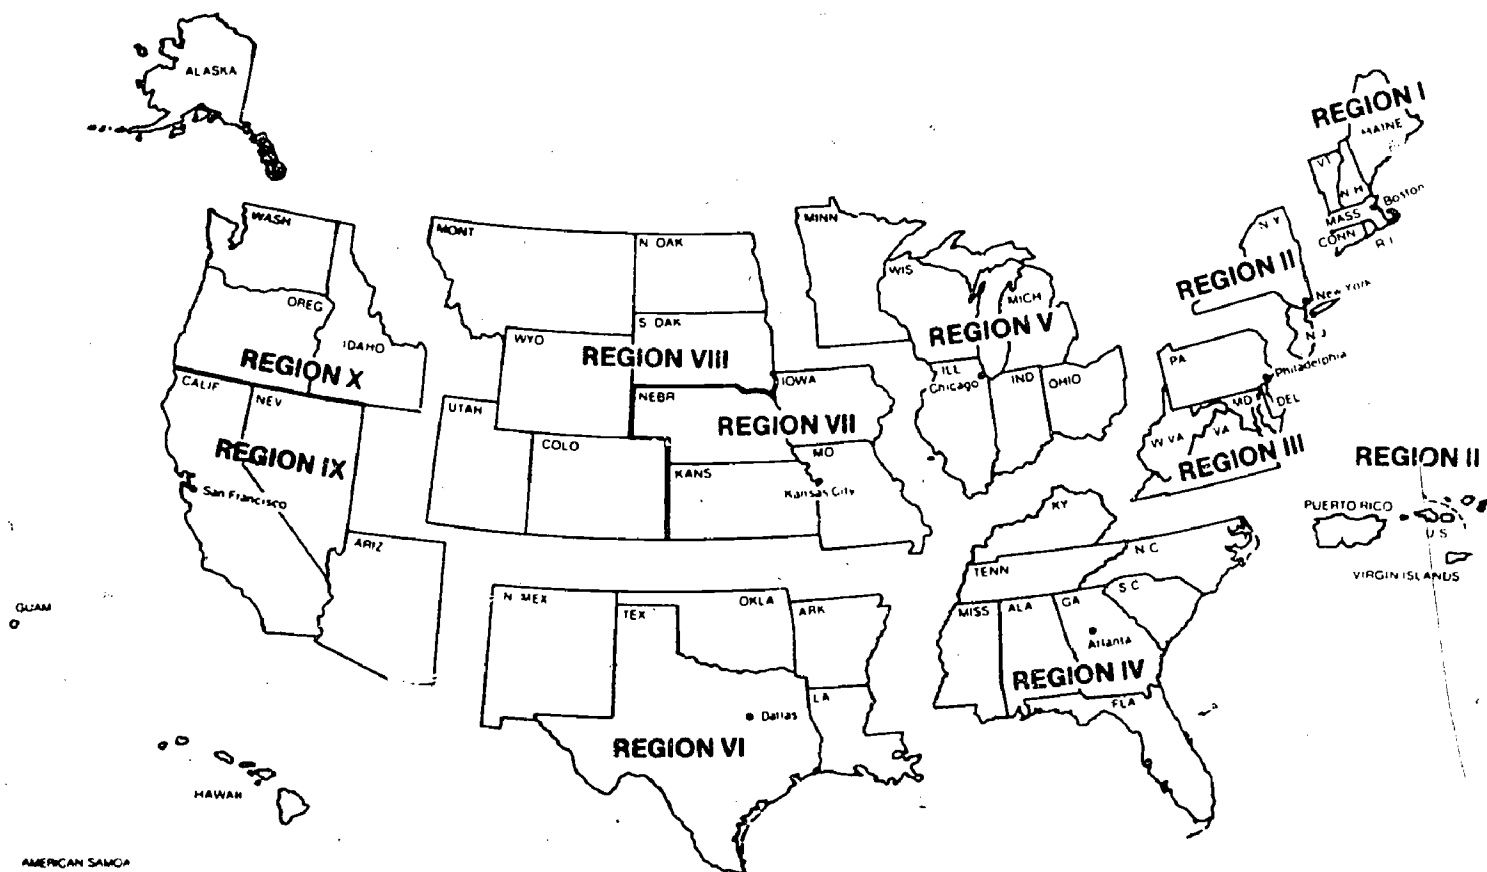 ALASKA
REGION I
MAINE
VT
N H
Boston
MASS
CONN
R I
WASH
MONT
N DAK
MINN
N Y
WIS
REGION II
New York
OREG
MICH
S DAK
REGION V
N J
WYO
IDAHO
REGION VIII
PA
Philadelphia
REGION X
ILL
IND
OHIO
CALIF
IOWA
Chicago
NEV
NEBR
MD
DEL
UTAH
REGION VII
W VA
VA
COLO
MO
REGION III
REGION II
REGION IX
KANS
San Francisco
Kansas City
KY
PUERTO RICO
U S
ARIZ
N C
TENN
VIRGIN ISLANDS
S C
N MEX
OKLA
GUAM
TEX
ARK
MISS
ALA
GA
Atlanta
REGION IV
LA
FLA
Dallas
REGION VI
HAWAII
AMERICAN SAMOA